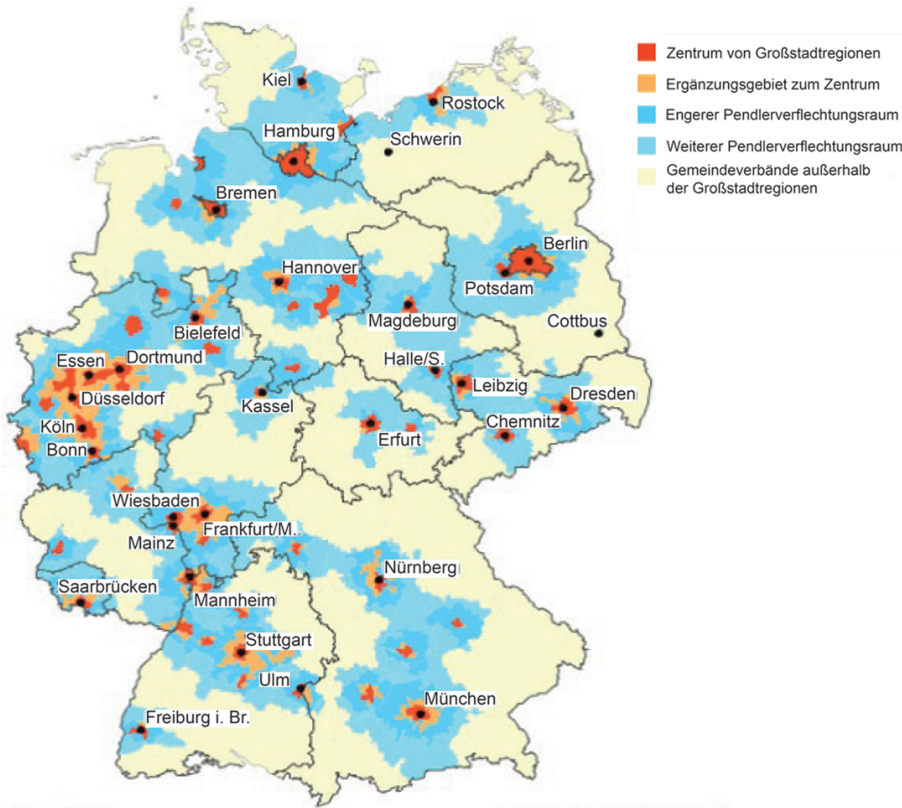 Zentrum von Großstadtregionen
Ergänzungsgebiet zum Zentrum
Engerer Pendlerverflechtungsraum
Weiterer Pendlerverflechtungsraum
Gemeindeverbände außerhalb
der Großstadtregionen
Kiel
Rostock
Hamburg
Schwerin
Bremen
Berlin
Hannover
Potsdam
Magdeburg
Bielefeld
Cottbus
Essen
Dortmund
Halle/S.
Düsseldorf
Leibzig
Dresden
Kassel
Köln
Chemnitz
Erfurt
Bonn
Wiesbaden
Frankfurt/M.
Mainz
Nürnberg
Saarbrücken
Mannheim
Stuttgart
Ulm
München
Freiburg i. Br.